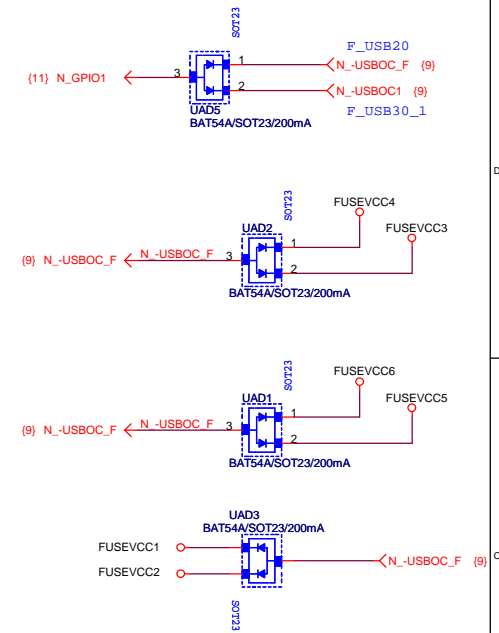 SOT23
F_USB20
{11} N_GPIO1
3
1
N_-USBOC_F {9}
2
N_-USBOC1 {9}
F_USB30_1
UAD5
BAT54A/SOT23/200mA
D
SOT23
FUSEVCC4
UAD2
FUSEVCC3
{9} N_-USBOC_F
N_-USBOC_F
3
1
2
BAT54A/SOT23/200mA
SOT23
FUSEVCC6
UAD1
FUSEVCC5
{9} N_-USBOC_F
N_-USBOC_F
3
1
2
BAT54A/SOT23/200mA
UAD3
BAT54A/SOT23/200mA
FUSEVCC1
FUSEVCC2
N_-USBOC_F {9}
C
SOT23